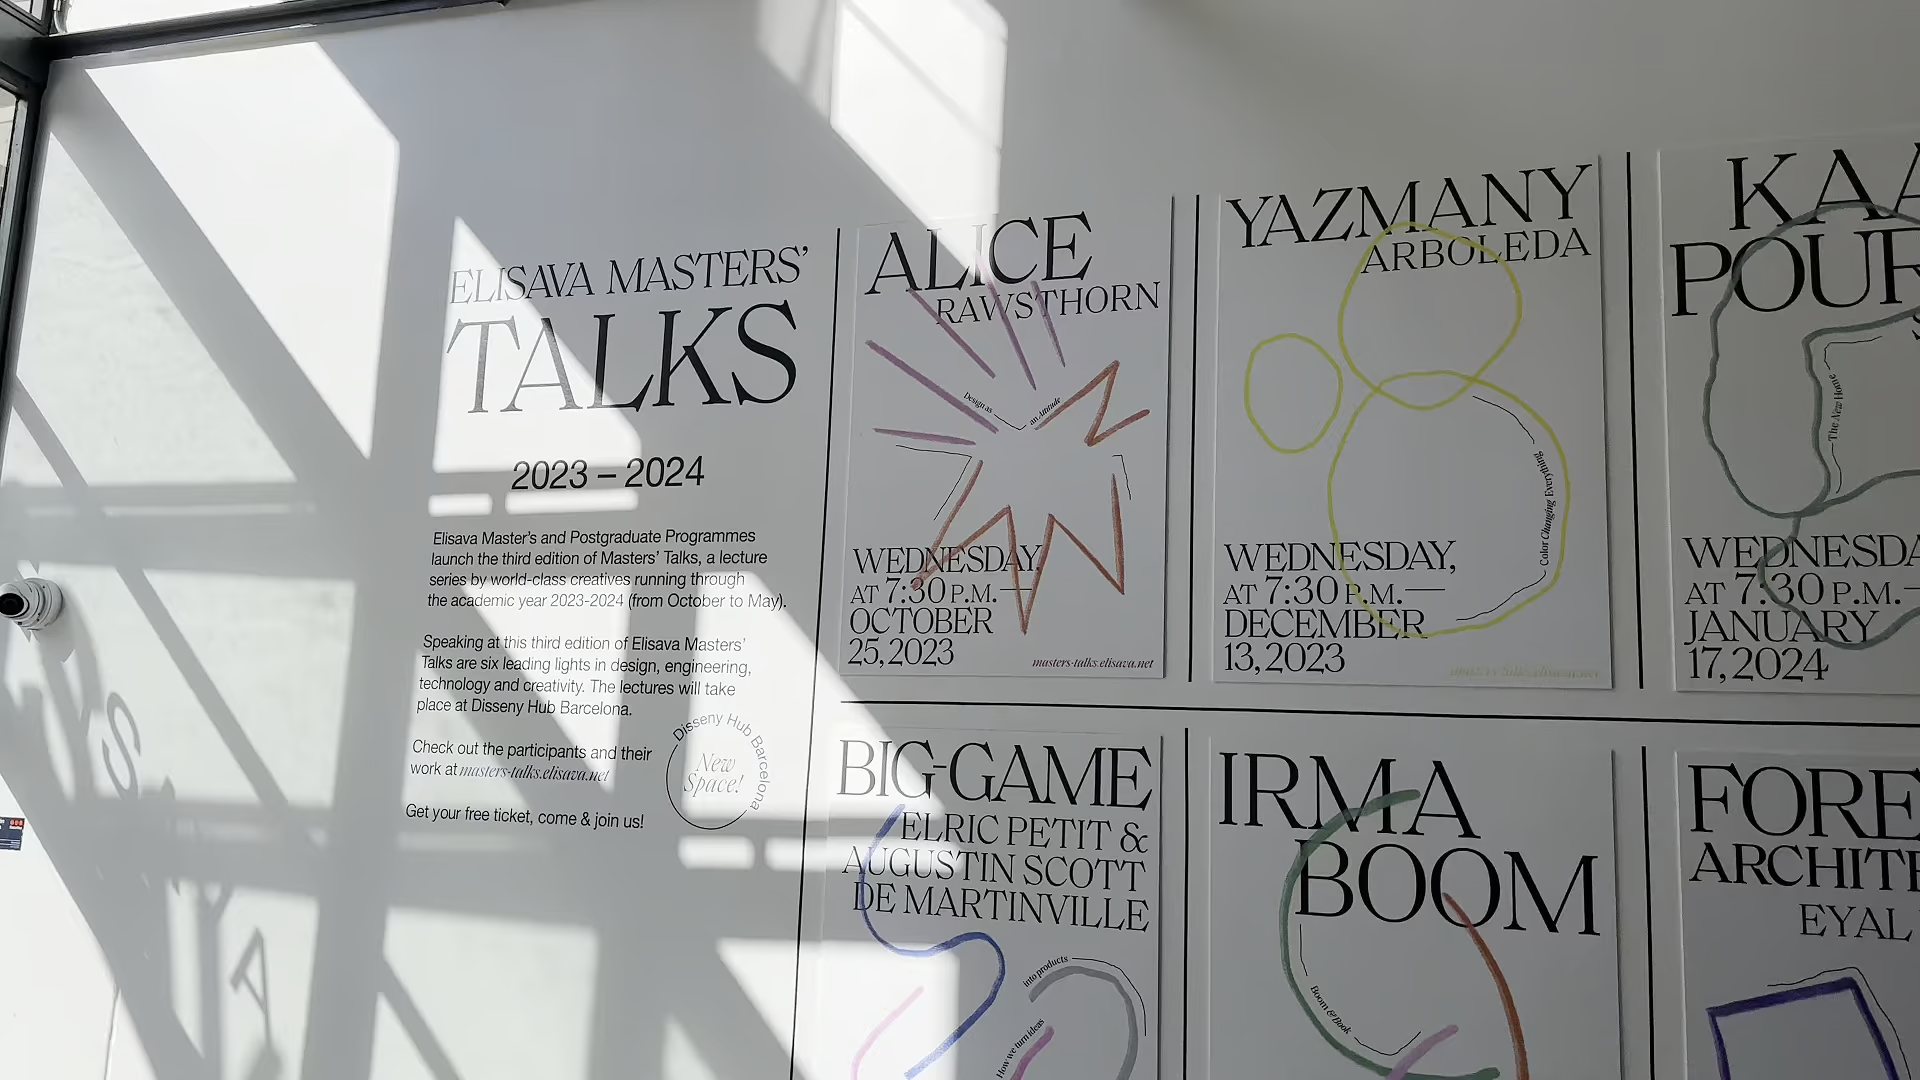 ELISAVA MASTERS'
TALKS
2023 – 2024
Elisava Master's and Postgraduate Programmes
launch the third edition of Masters' Talks, a lecture
series by world-class creatives running through
the academic year 2023-2024 (from October to May).
Speaking at this third edition of Elisava Masters'
Talks are six leading lights in design, engineering,
technology and creativity. The lectures will take
place at Disseny Hub Barcelona.
Check out the participants and their
work at masters-talks.elisava.net
Get your free ticket, come & join us!
Disseny Hub Barcelona
New
Space!
ALICE
RAWSTHORN
Design as
an Attitude
WEDNESDAY,
AT 7:30 P.M.—
OCTOBER
25, 2023
masters-talks.elisava.net
YAZMANY
ARBOLEDA
Color Changing Everything
WEDNESDAY,
AT 7:30 P.M.—
DECEMBER
13, 2023
masters-talks.elisava.net
KAA
POUR
The New Home
WEDNESDA
AT 7:30 P.M.—
JANUARY
17, 2024
BIG-GAME
ELRIC PETIT &
AUGUSTIN SCOTT
DE MARTINVILLE
How we turn ideas
into products
IRMA
BOOM
Boom & Book
FORE
ARCHITE
EYAL